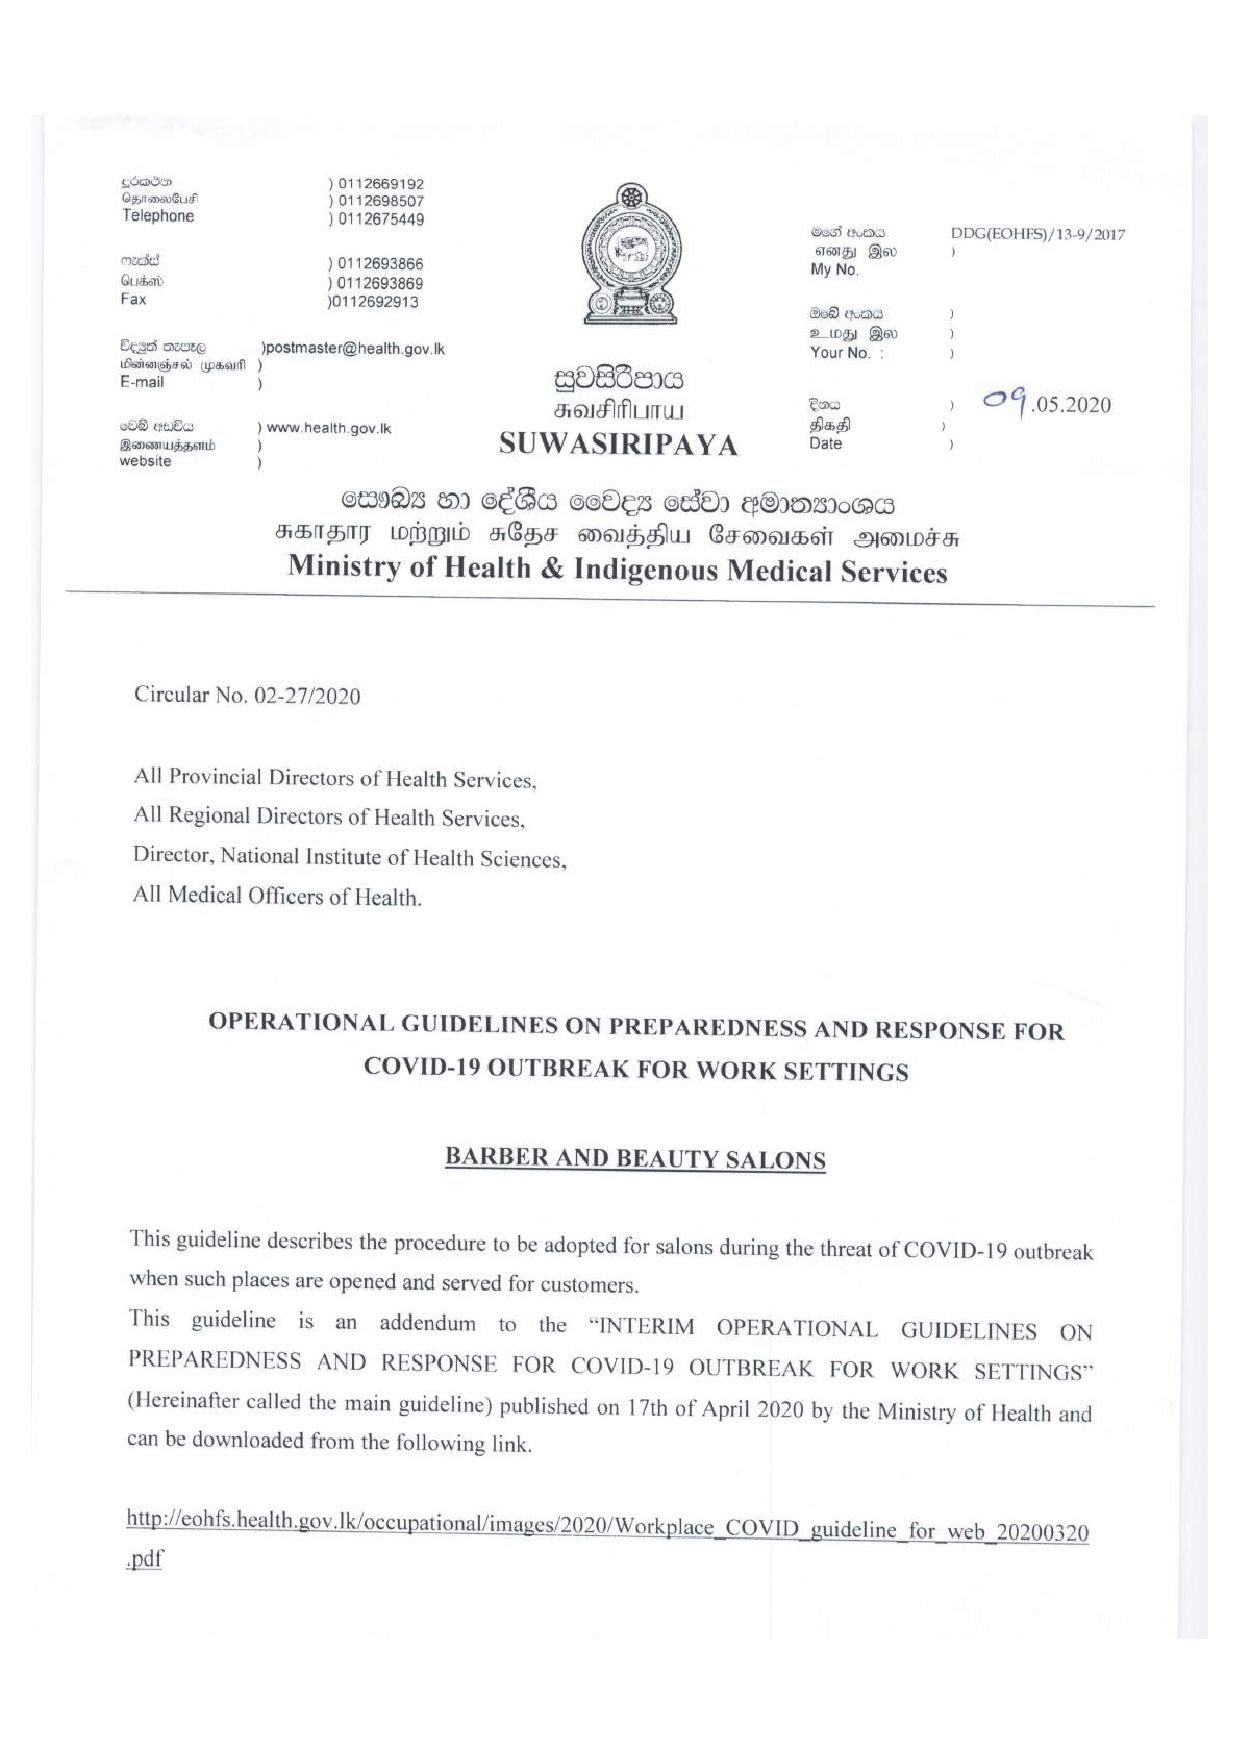 දුරකථන ) 0112669192
தொலைபேசி ) 0112698507
Telephone ) 0112675449
ෆැක්ස් ) 0112693866
பெக்ஸ் ) 0112693869
Fax )0112692913
විද්‍යුත් තැපෑල )postmaster@health.gov.lk
மின்னஞ்சல் முகவரி )
E-mail )
වෙබ් අඩවිය ) www.health.gov.lk
இணையத்தளம் )
website )
සුවසිරිපාය
சுவசிரிபாய
SUWASIRIPAYA
මගේ අංකය DDG(EOHFS)/13-9/2017
எனது இல )
My No.
ඔබේ අංකය )
உமது இல )
Your No. : )
දිනය ) 09.05.2020
திகதி )
Date )
සෞඛ්‍ය හා දේශීය වෛද්‍ය සේවා අමාත්‍යාංශය
சுகாதார மற்றும் சுதேச வைத்திய சேவைகள் அமைச்சு
Ministry of Health & Indigenous Medical Services
Circular No. 02-27/2020
All Provincial Directors of Health Services,
All Regional Directors of Health Services,
Director, National Institute of Health Sciences,
All Medical Officers of Health.
OPERATIONAL GUIDELINES ON PREPAREDNESS AND RESPONSE FOR
COVID-19 OUTBREAK FOR WORK SETTINGS
BARBER AND BEAUTY SALONS
This guideline describes the procedure to be adopted for salons during the threat of COVID-19 outbreak
when such places are opened and served for customers.
This guideline is an addendum to the “INTERIM OPERATIONAL GUIDELINES ON
PREPAREDNESS AND RESPONSE FOR COVID-19 OUTBREAK FOR WORK SETTINGS”
(Hereinafter called the main guideline) published on 17th of April 2020 by the Ministry of Health and
can be downloaded from the following link.
http://eohfs.health.gov.lk/occupational/images/2020/Workplace_COVID_guideline_for_web_20200320
.pdf